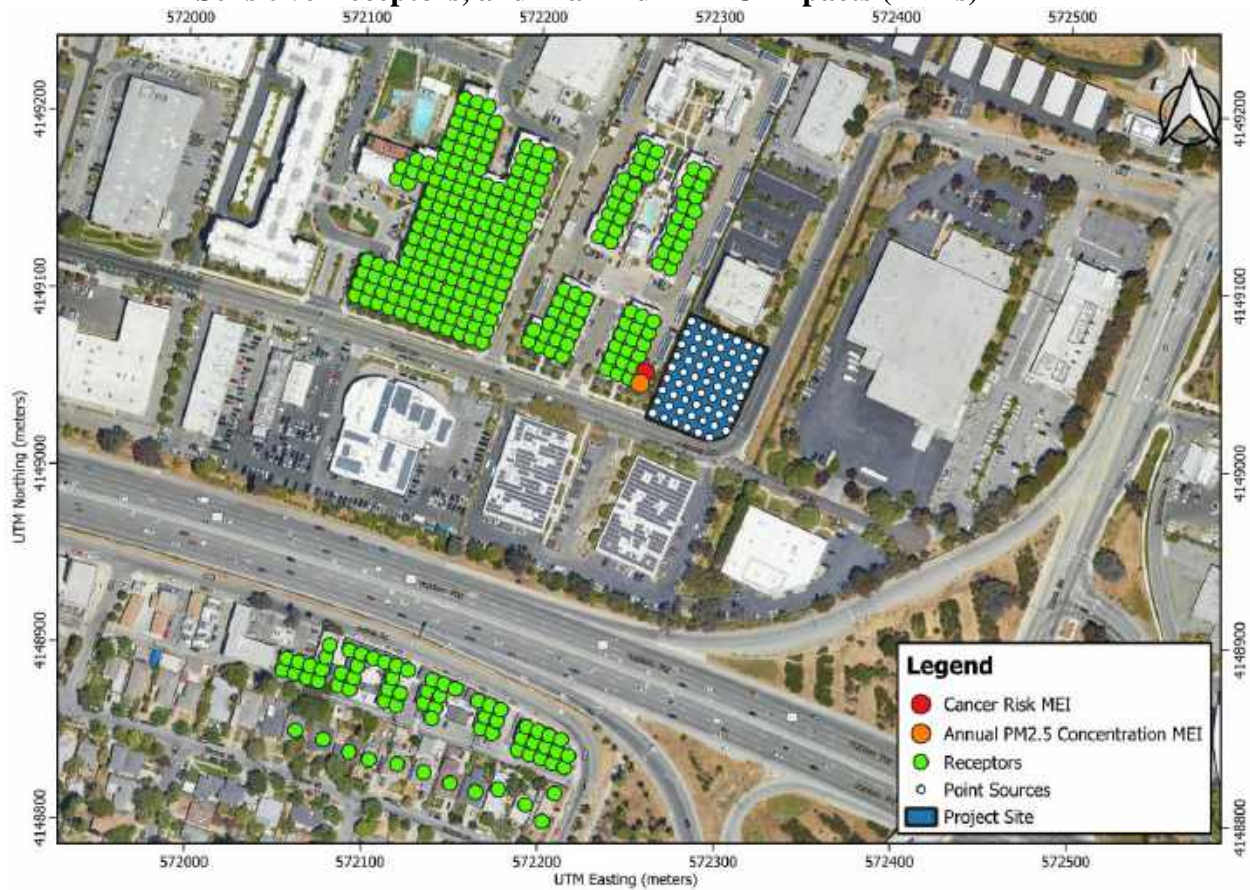 572000 572100 572200 572300 572400 572500
N
4149200 4149200
4149100 4149100
4149000 4149000
4148900 4148900
4148800 4148800
UTM Northing (meters)
Legend
Cancer Risk MEI
Annual PM2.5 Concentration MEI
Receptors
Point Sources
Project Site
572000 572100 572200 572300 572400 572500
UTM Easting (meters)